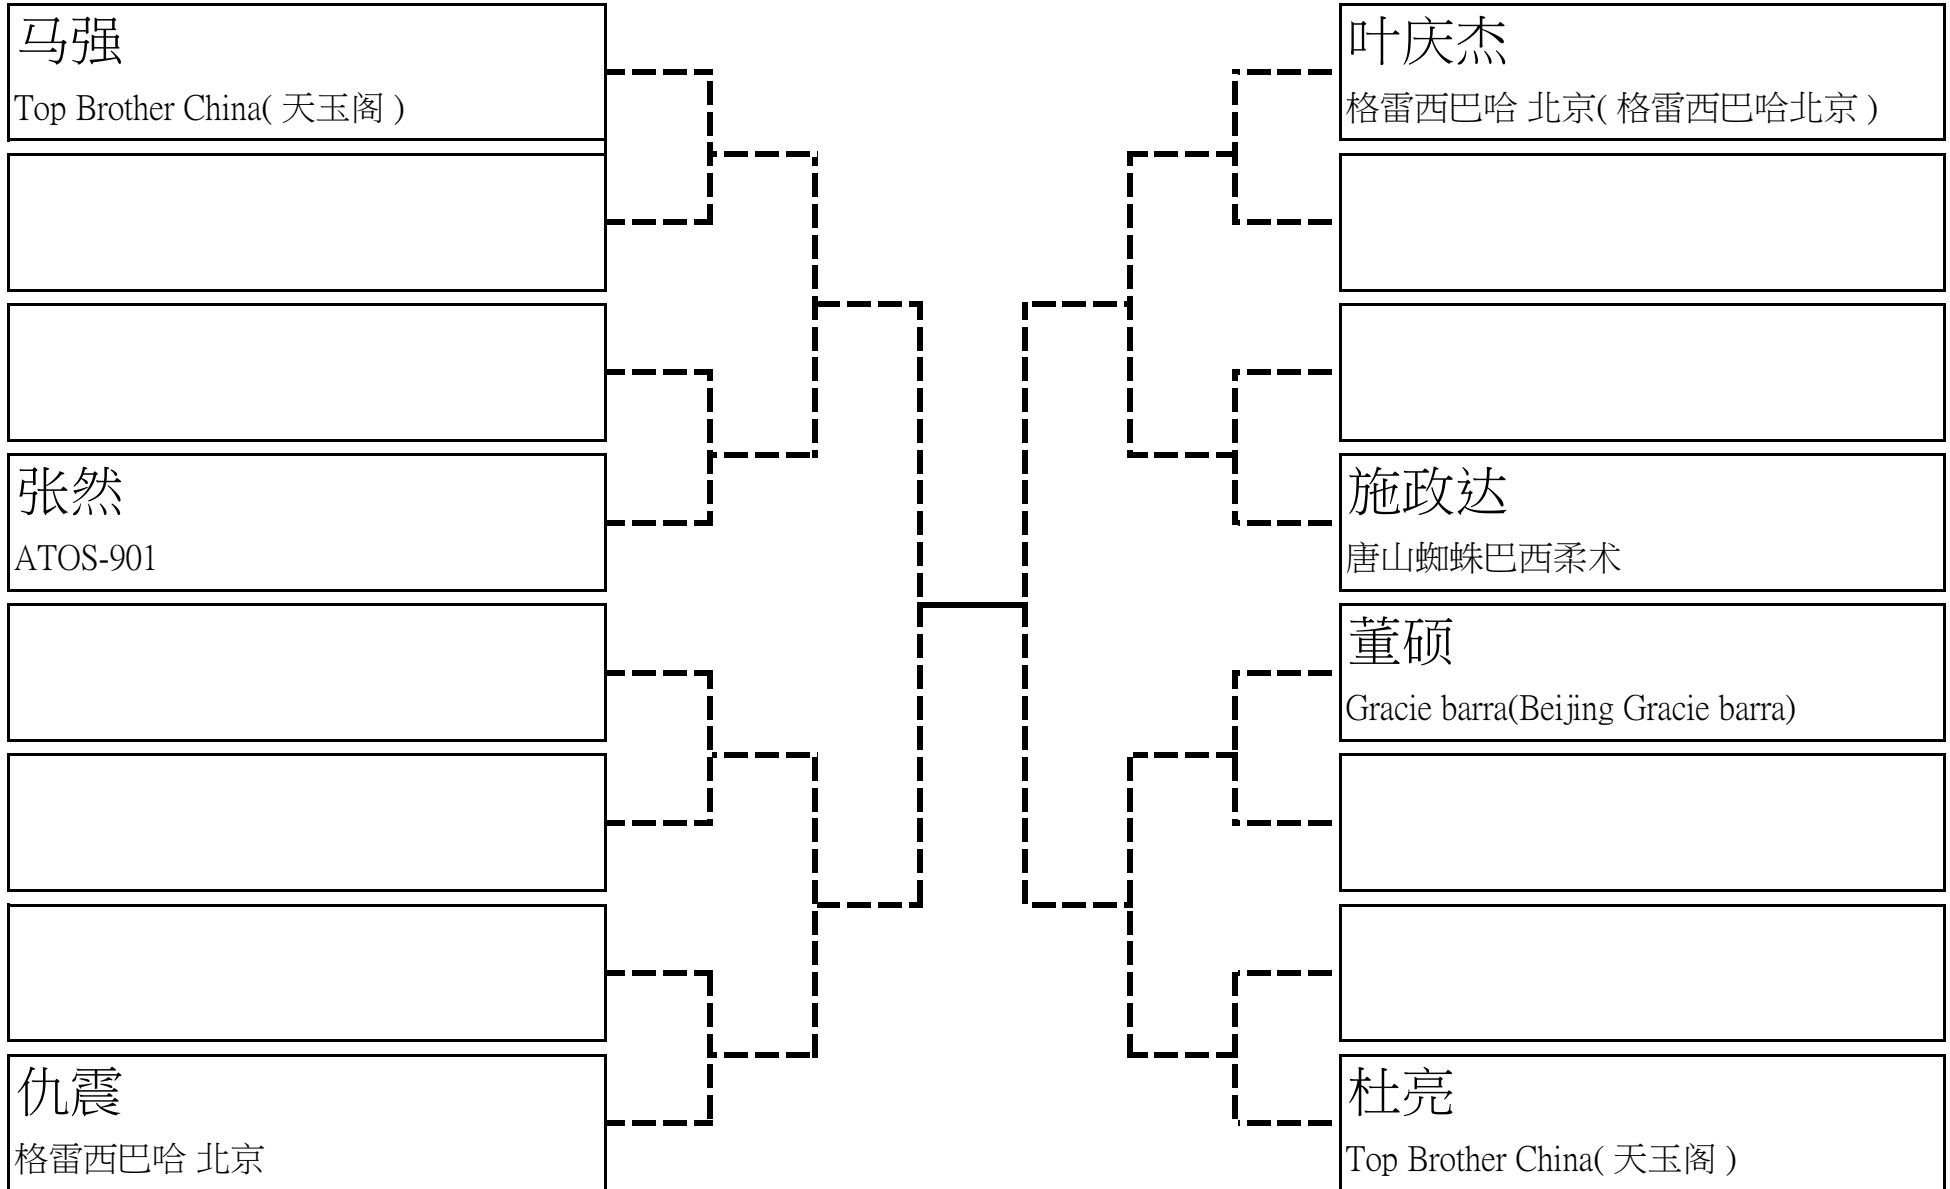 马强
Top Brother China( 天玉阁 )
张然
ATOS-901
仇震
格雷西巴哈 北京
叶庆杰
格雷西巴哈 北京( 格雷西巴哈北京 )
施政达
唐山蜘蛛巴西柔术
董硕
Gracie barra(Beijing Gracie barra)
杜亮
Top Brother China( 天玉阁 )